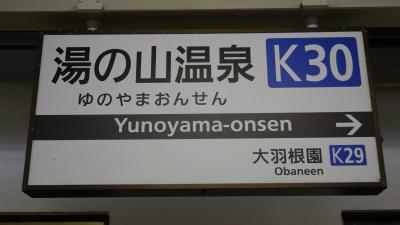 湯の山温泉 K30
ゆのやまおんせん
Yunoyama-onsen →
大羽根園 K29
Obaneen